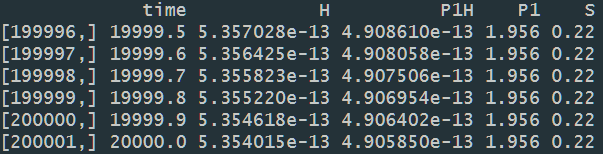 time H P1H P1 S
[199996,] 19999.5 5.357028e-13 4.908610e-13 1.956 0.22
[199997,] 19999.6 5.356425e-13 4.908058e-13 1.956 0.22
[199998,] 19999.7 5.355823e-13 4.907506e-13 1.956 0.22
[199999,] 19999.8 5.355220e-13 4.906954e-13 1.956 0.22
[200000,] 19999.9 5.354618e-13 4.906402e-13 1.956 0.22
[200001,] 20000.0 5.354015e-13 4.905850e-13 1.956 0.22